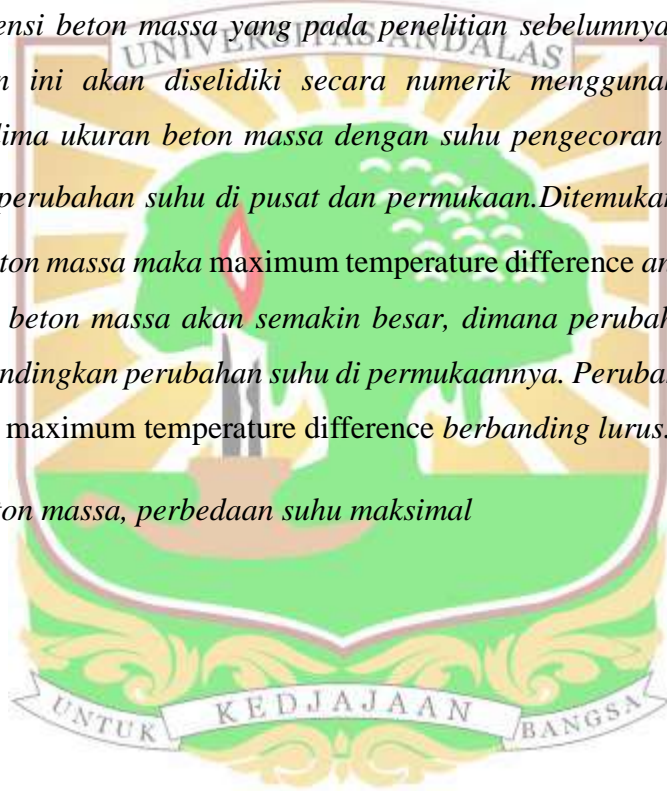 ensi beton massa yang pada penelitian sebelumnya
UNIVERSITAS ANDALAS
n ini akan diselidiki secara numerik menggunak
lima ukuran beton massa dengan suhu pengecoran
perubahan suhu di pusat dan permukaan.Ditemukan
ton massa maka maximum temperature difference an
beton massa akan semakin besar, dimana perubah
ndingkan perubahan suhu di permukaannya. Peruba
maximum temperature difference berbanding lurus.
ton massa, perbedaan suhu maksimal
UNTUK KEDJAJAAN BANGSA